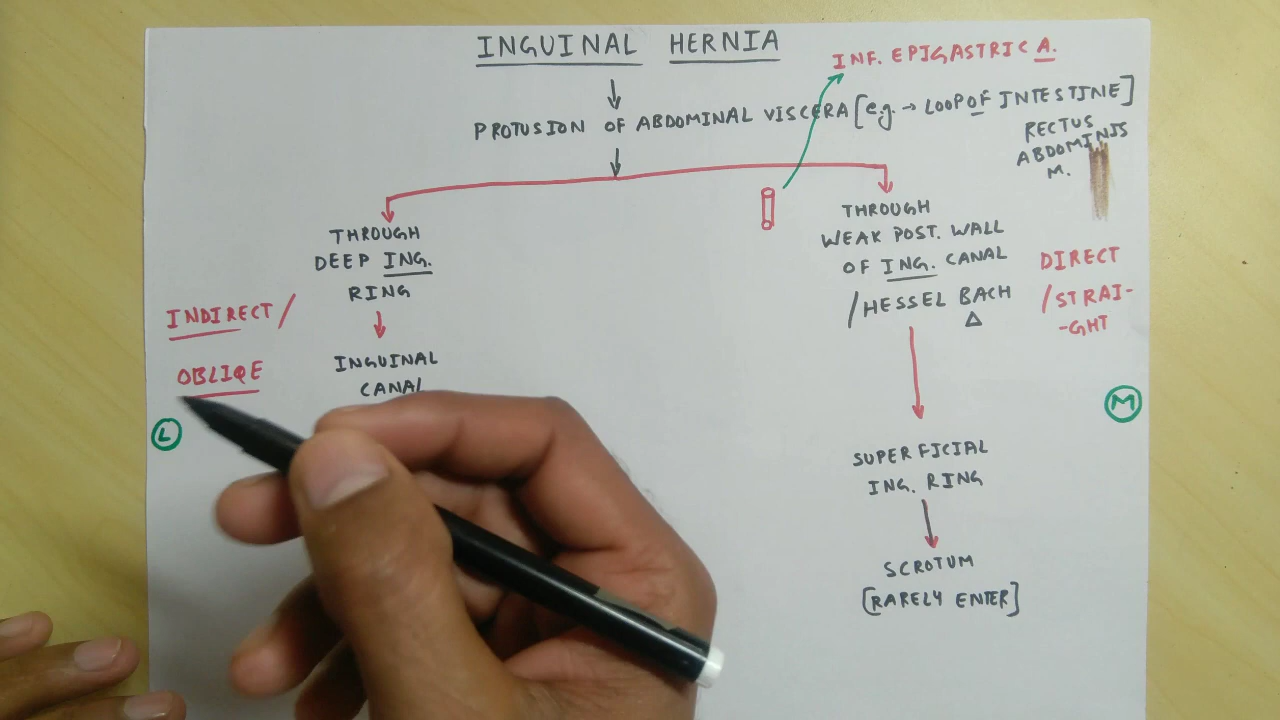 INGUINAL HERNIA
INF. EPIGASTRIC A.
PROTUSION OF ABDOMINAL VISCERA [e.g. → LOOP OF INTESTINE]
RECTUS
ABDOMINIS
M.
THROUGH
DEEP ING.
RING
INDIRECT /
OBLIQE
L
INGUINAL
CANAL
THROUGH
WEAK POST. WALL
OF ING. CANAL
/HESSEL BACH
△
DIRECT
/STRAI-
-GHT
M
SUPERFICIAL
ING. RING
SCROTUM
[RARELY ENTER]